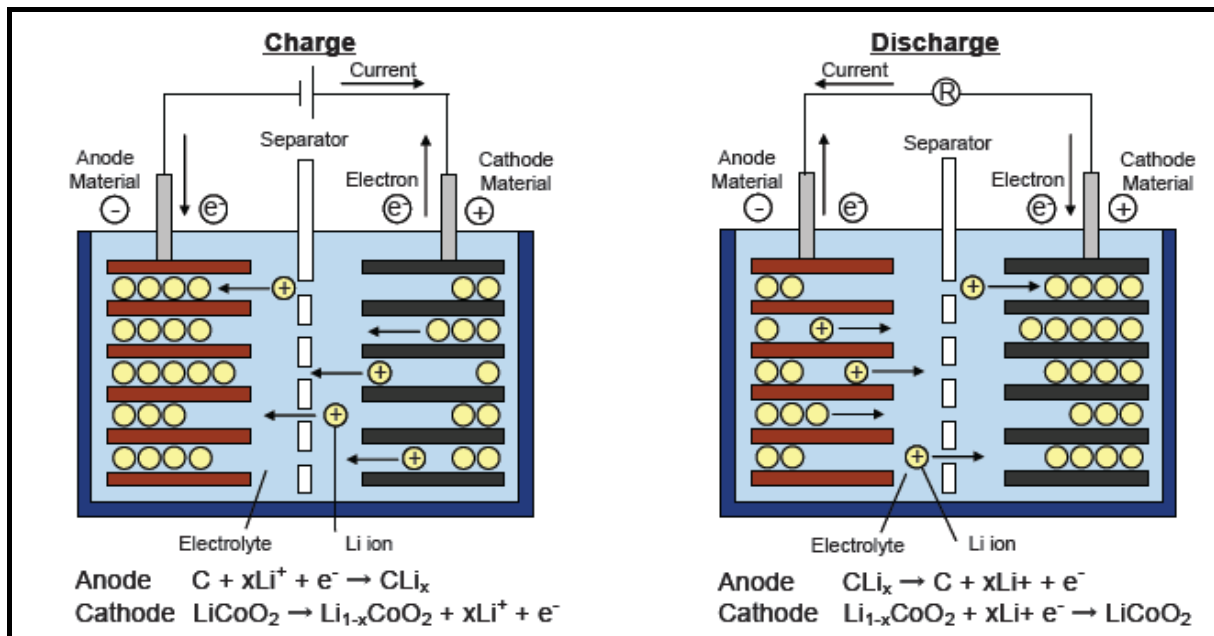 Charge
Current
Separator
Anode
Material
Electron
Cathode
Material
-
e⁻
e⁻
+
+
+
+
+
Electrolyte
Li ion
Anode C + xLi⁺ + e⁻ → CLiₓ
Cathode LiCoO₂ → Li₁₋ₓCoO₂ + xLi⁺ + e⁻
Discharge
Current
R
Separator
Anode
Material
Electron
Cathode
Material
-
e⁻
e⁻
+
+
+
+
+
Electrolyte
Li ion
Anode CLiₓ → C + xLi+ + e⁻
Cathode Li₁₋ₓCoO₂ + xLi+ e⁻ → LiCoO₂